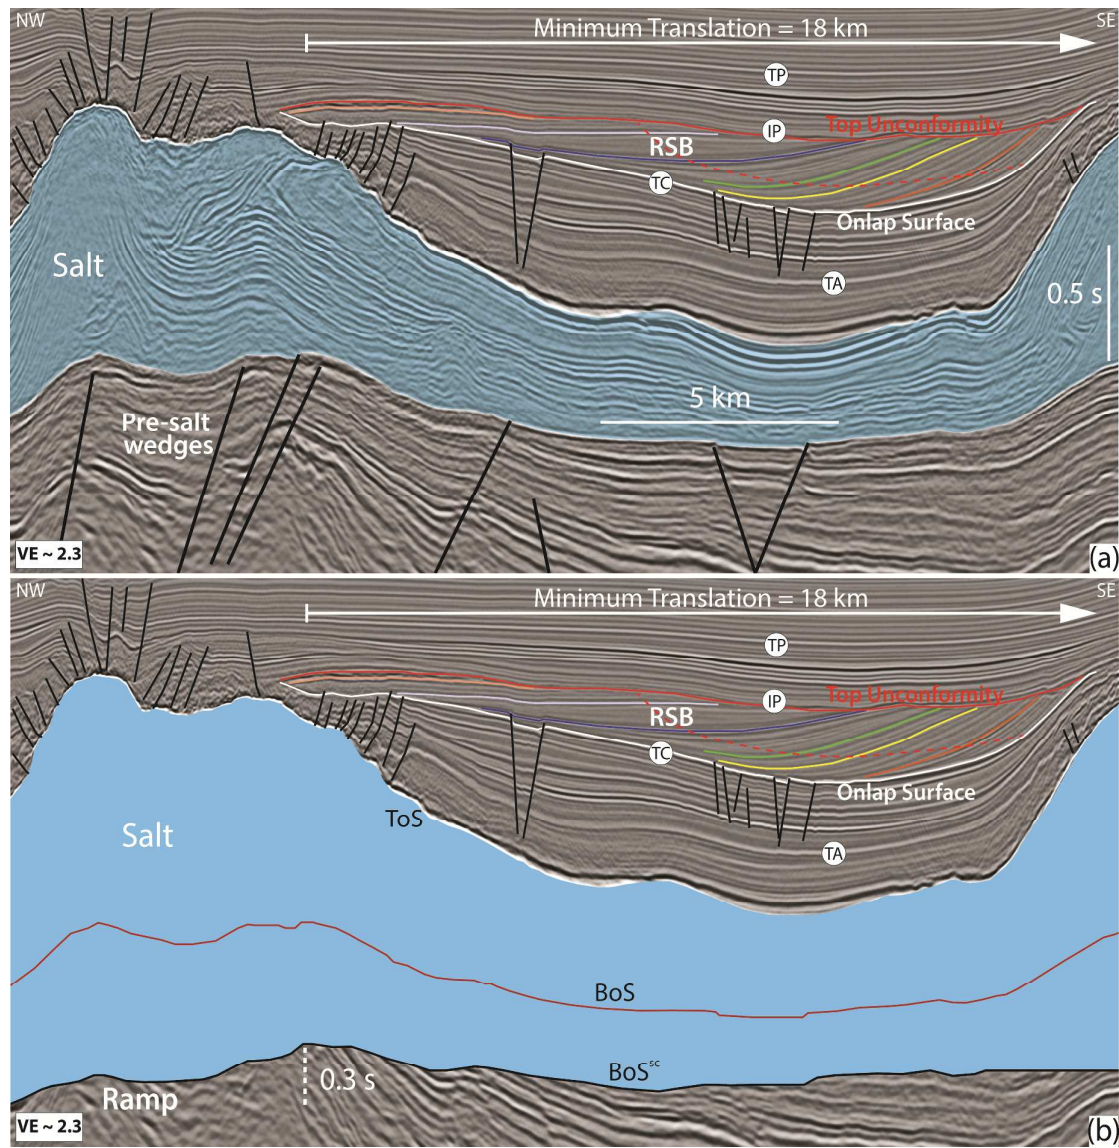 NW
SE
Minimum Translation = 18 km
TP
IP
Top Unconformity
RSB
TC
Onlap Surface
Salt
TA
0.5 s
5 km
Pre-salt
wedges
VE ~ 2.3
(a)
NW
SE
Minimum Translation = 18 km
TP
IP
Top Unconformity
RSB
TC
Onlap Surface
ToS
Salt
TA
BoS
BoSˢᶜ
0.3 s
Ramp
VE ~ 2.3
(b)